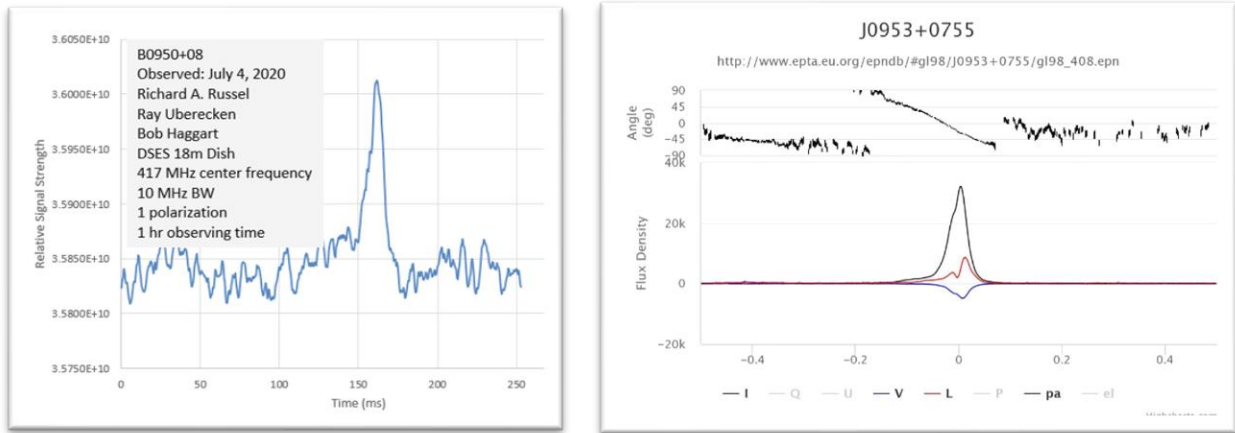 3.6050E+10
3.6000E+10
3.5950E+10
3.5900E+10
3.5850E+10
3.5800E+10
3.5750E+10
Relative Signal Strength
B0950+08
Observed: July 4, 2020
Richard A. Russel
Ray Uberecken
Bob Haggart
DSES 18m Dish
417 MHz center frequency
10 MHz BW
1 polarization
1 hr observing time
0 50 100 150 200 250
Time (ms)
J0953+0755
http://www.epta.eu.org/epndb/#gl98/J0953+0755/gl98_408.epn
Angle
(deg)
90
45
0
-45
-90
40k
20k
0
-20k
Flux Density
-0.4 -0.2 0 0.2 0.4
I Q U V L P pa el